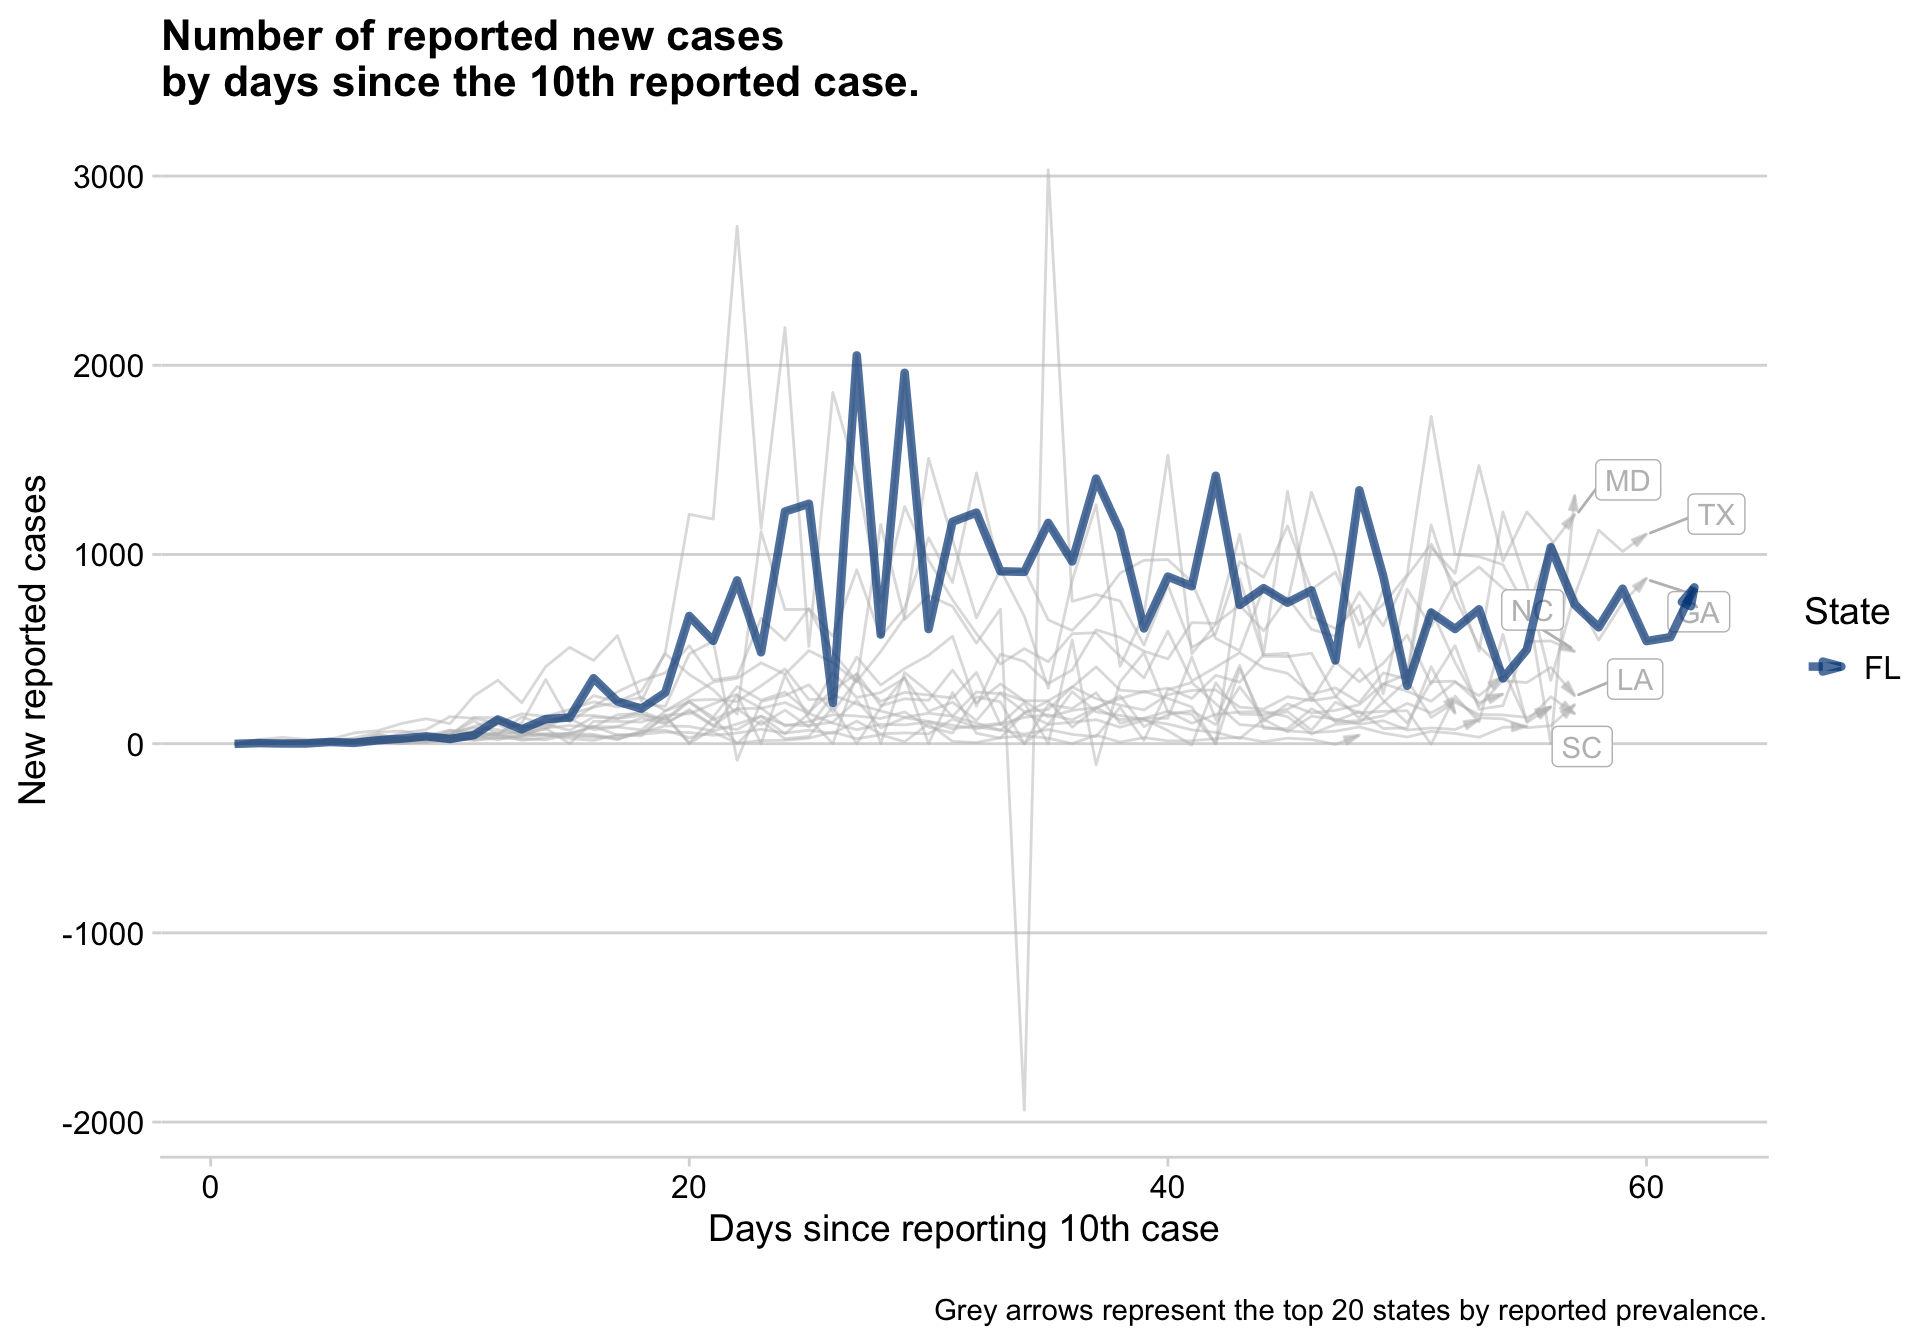 Number of reported new cases
by days since the 10th reported case.
3000
2000
1000
0
-1000
-2000
New reported cases
MD
TX
NC
GA
LA
SC
State
FL
0
20
40
60
Days since reporting 10th case
Grey arrows represent the top 20 states by reported prevalence.